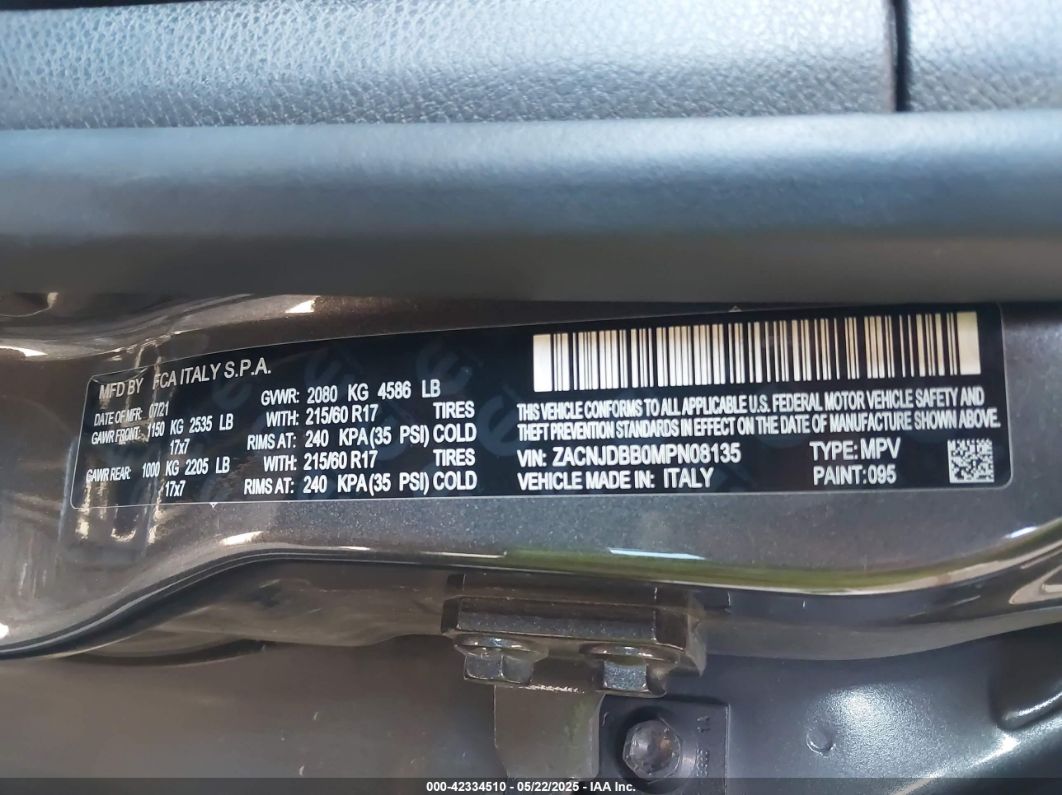 MFD BY FCA ITALY S.P.A.
DATE OF MFR: 07/21 GVWR: 2080 KG 4586 LB
GAWR FRONT: 1150 KG 2535 LB WITH: 215/60 R17 TIRES
17x7 RIMS AT: 240 KPA(35 PSI) COLD
GAWR REAR: 1000 KG 2205 LB WITH: 215/60 R17 TIRES
17x7 RIMS AT: 240 KPA(35 PSI) COLD
THIS VEHICLE CONFORMS TO ALL APPLICABLE U.S. FEDERAL MOTOR VEHICLE SAFETY AND
THEFT PREVENTION STANDARDS IN EFFECT ON THE DATE OF MANUFACTURE SHOWN ABOVE.
VIN: ZACNJDBB0MPN08135 TYPE: MPV
VEHICLE MADE IN: ITALY PAINT: 095
000-42334510 - 05/22/2025 - IAA Inc.